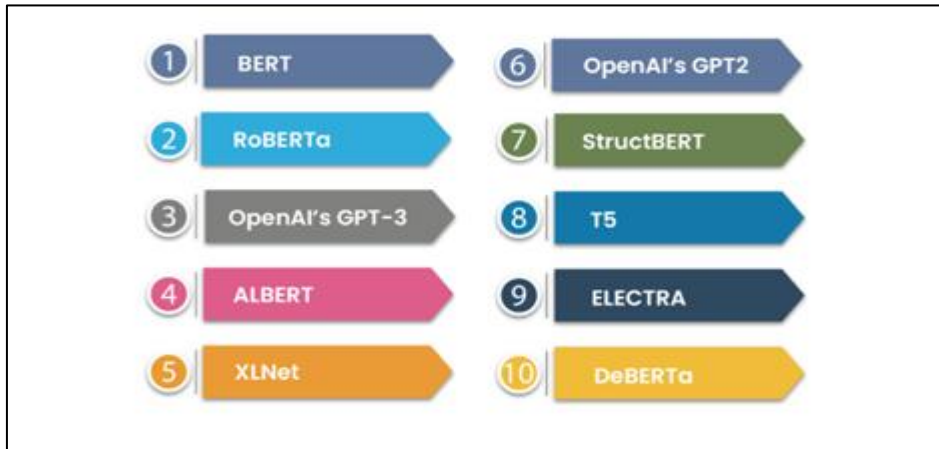 1 BERT
2 RoBERTa
3 OpenAI's GPT-3
4 ALBERT
5 XLNet
6 OpenAI's GPT2
7 StructBERT
8 T5
9 ELECTRA
10 DeBERTa